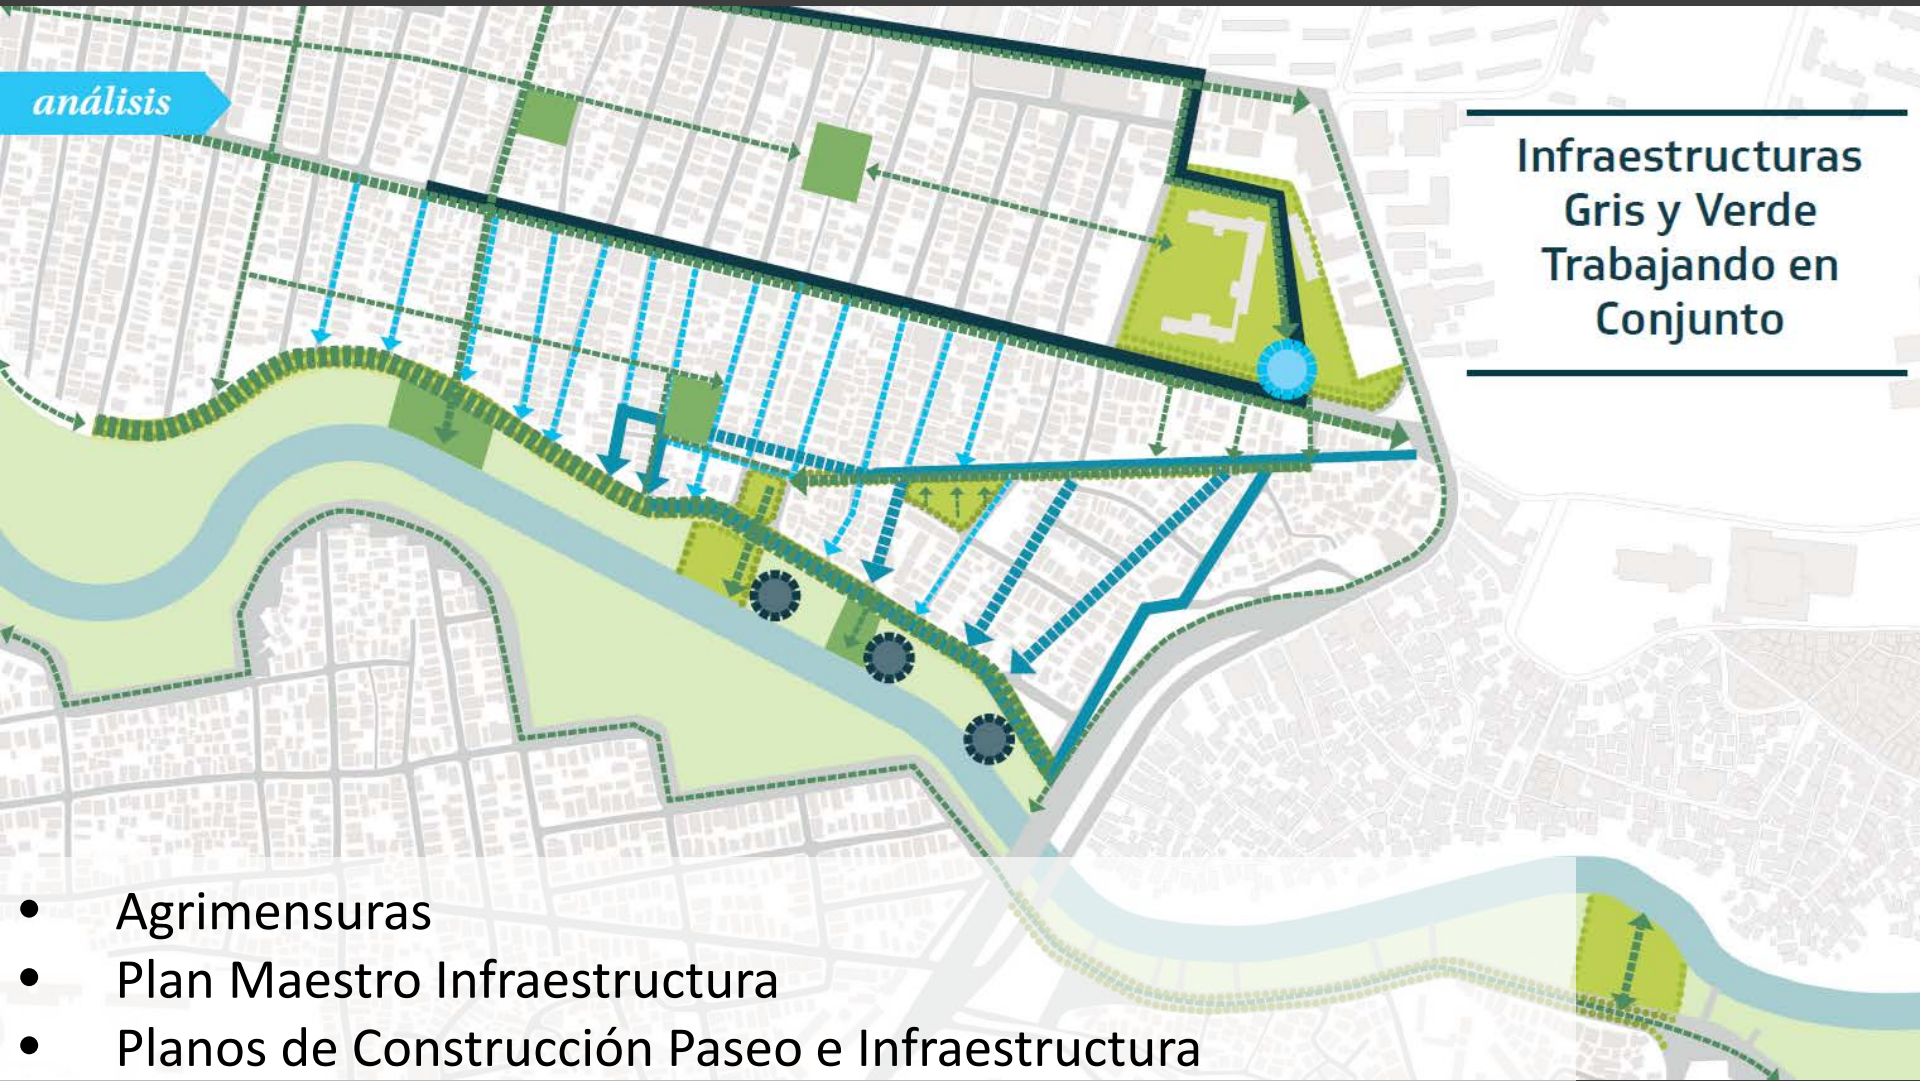 análisis
Infraestructuras
Gris y Verde
Trabajando en
Conjunto
• Agrimensuras
• Plan Maestro Infraestructura
• Planos de Construcción Paseo e Infraestructura